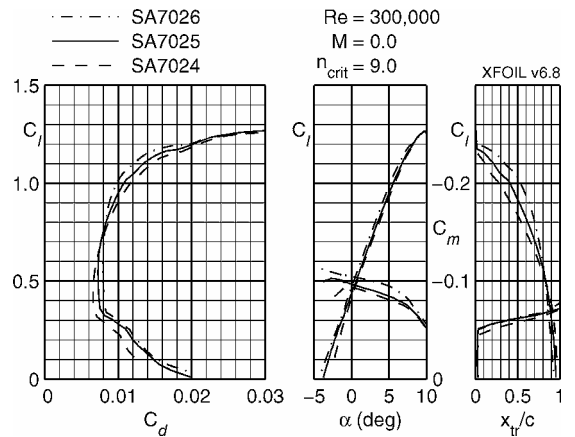 SA7026
SA7025
SA7024
Re = 300,000
M = 0.0
n_crit = 9.0
XFOIL v6.8
1.5
C_l
1.0
0.5
0
0 0.01 0.02 0.03
C_d
C_l
-0.2
C_m
-0.1
0
-5 0 5 10
α (deg)
C_l
0 0.5 1
x_tr/c